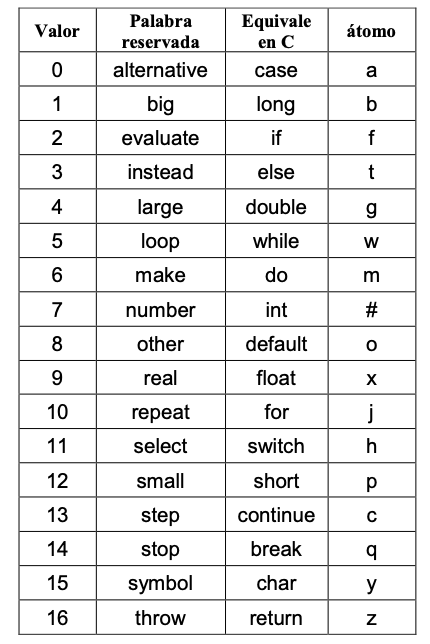 Valor Palabra reservada Equivale en C átomo
0 alternative case a
1 big long b
2 evaluate if f
3 instead else t
4 large double g
5 loop while w
6 make do m
7 number int #
8 other default o
9 real float x
10 repeat for j
11 select switch h
12 small short p
13 step continue c
14 stop break q
15 symbol char y
16 throw return z